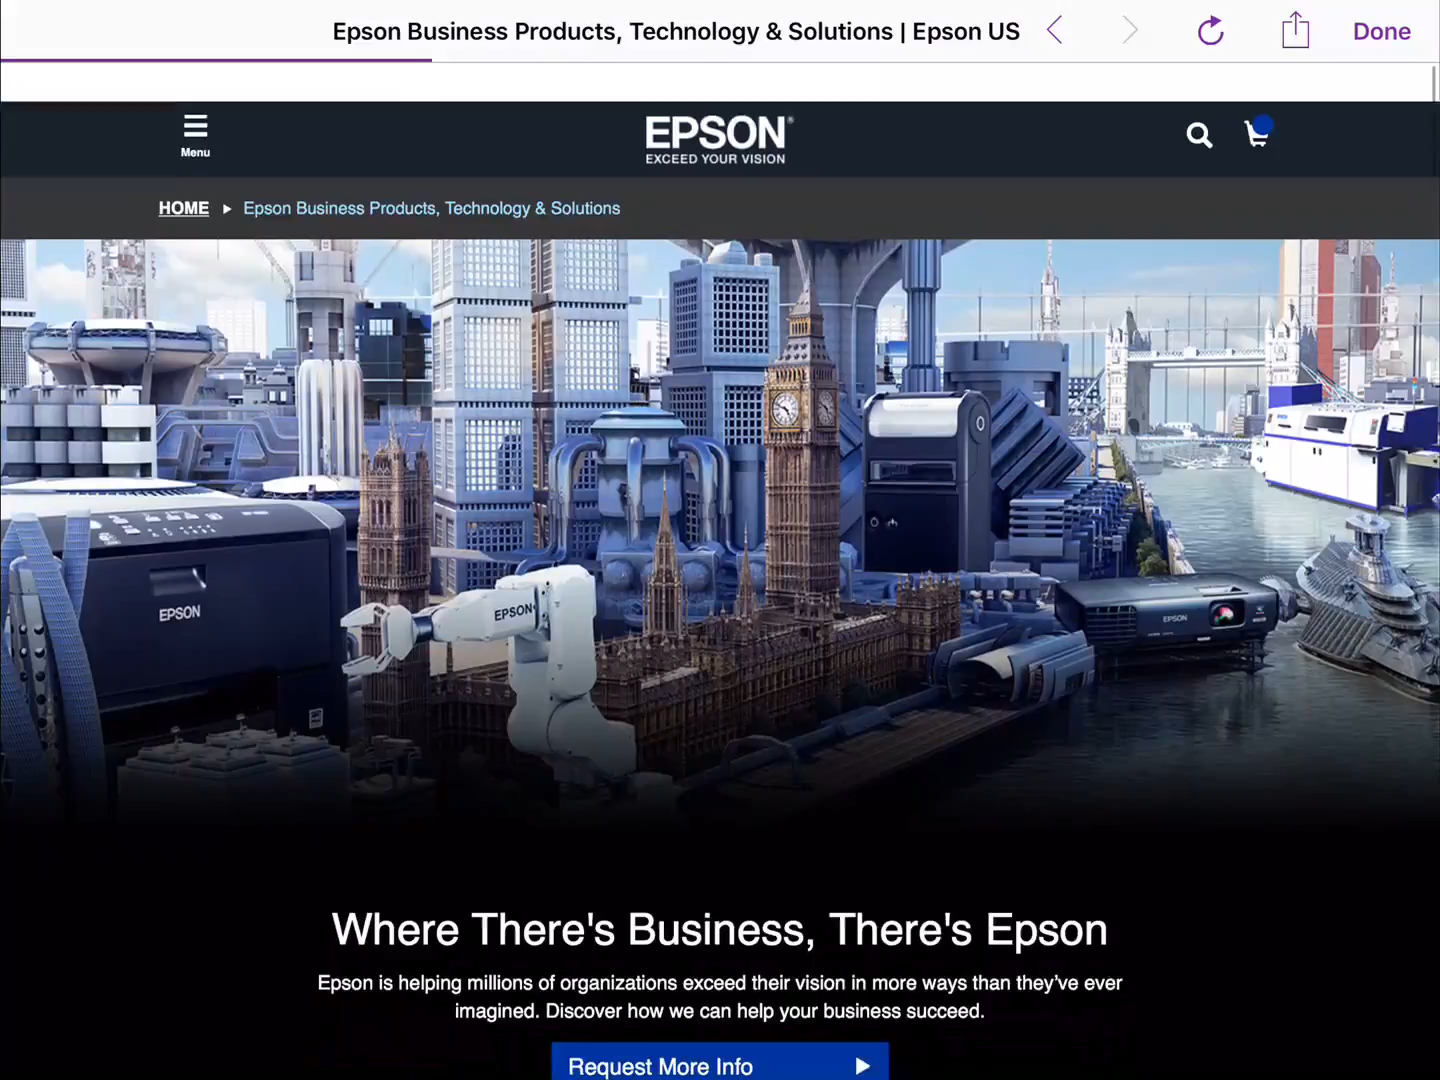 Epson Business Products, Technology & Solutions | Epson US
Done
Menu
EPSON®
EXCEED YOUR VISION
HOME
Epson Business Products, Technology & Solutions
EPSON
EPSON
EPSON
Where There's Business, There's Epson
Epson is helping millions of organizations exceed their vision in more ways than they’ve ever
imagined. Discover how we can help your business succeed.
Request More Info